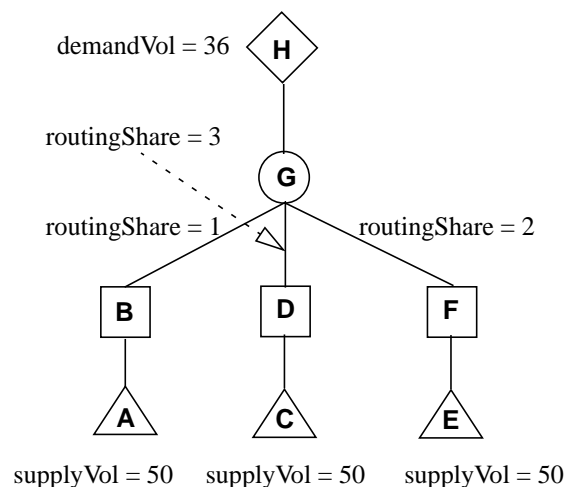 demandVol = 36
H
routingShare = 3
G
routingShare = 1
routingShare = 2
B
D
F
A
C
E
supplyVol = 50
supplyVol = 50
supplyVol = 50